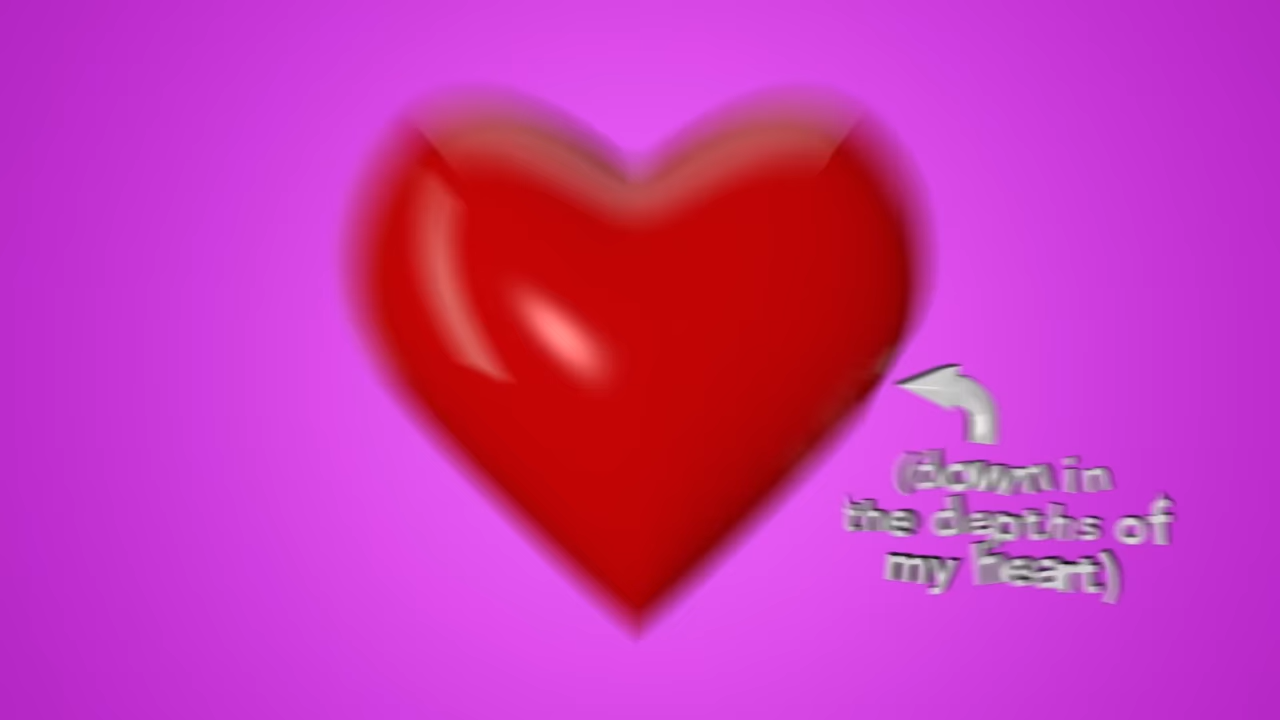 (down in
the depths of
my heart)